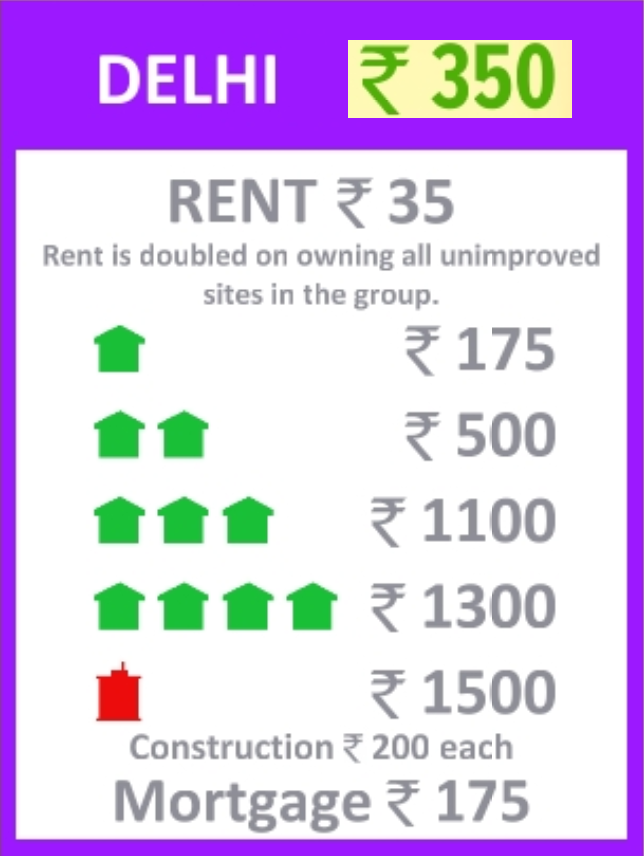 DELHI ₹ 350
RENT ₹ 35
Rent is doubled on owning all unimproved
sites in the group.
₹ 175
₹ 500
₹ 1100
₹ 1300
₹ 1500
Construction ₹ 200 each
Mortgage ₹ 175